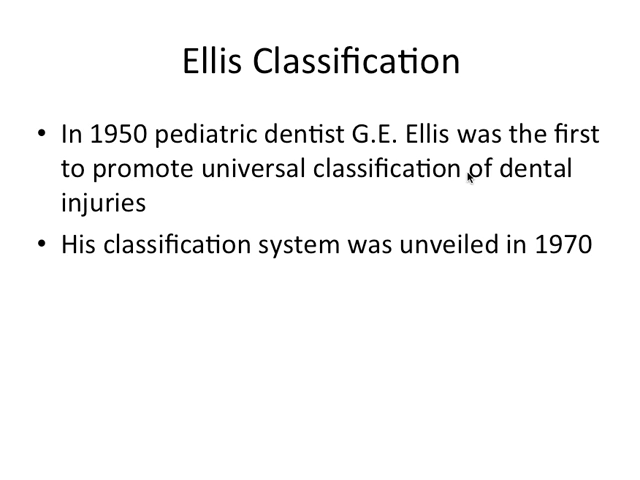 Ellis Classification
• In 1950 pediatric dentist G.E. Ellis was the first
to promote universal classification of dental
injuries
• His classification system was unveiled in 1970